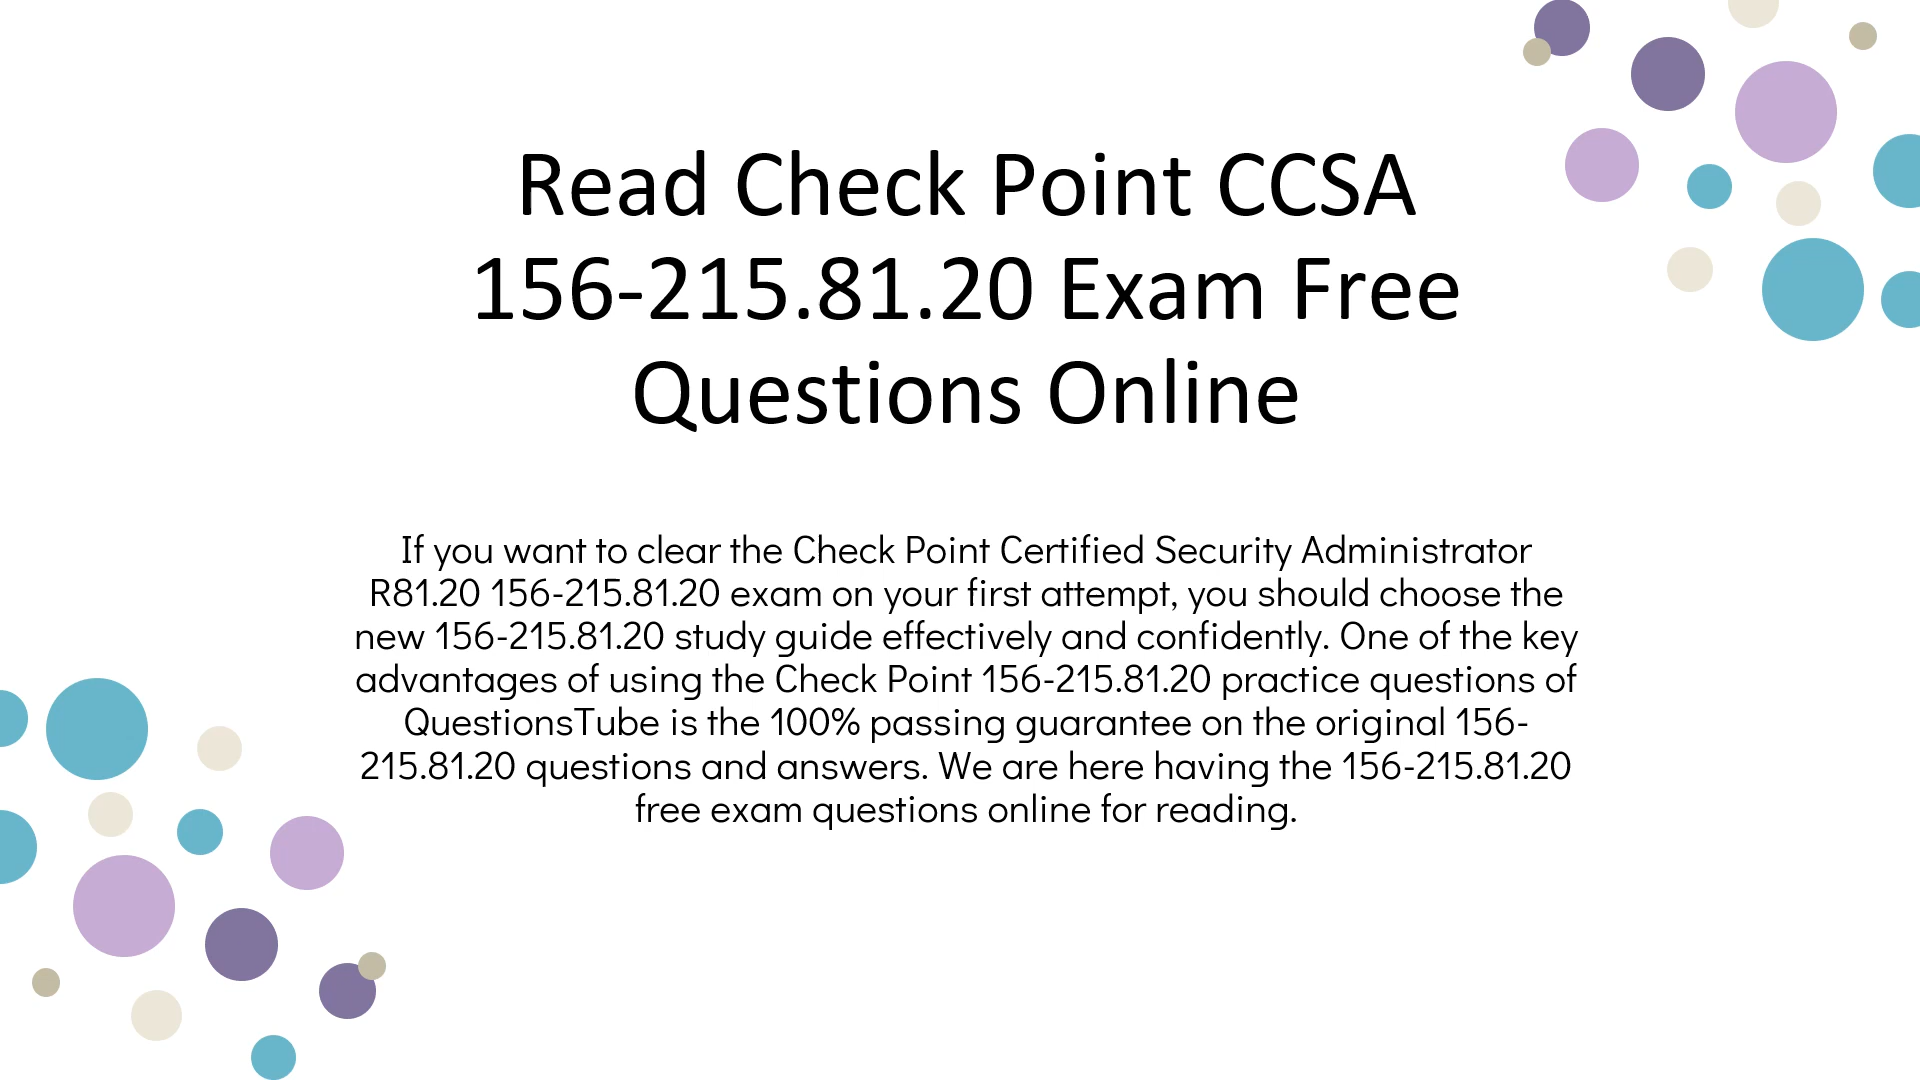 Read Check Point CCSA
156-215.81.20 Exam Free
Questions Online
If you want to clear the Check Point Certified Security Administrator
R81.20 156-215.81.20 exam on your first attempt, you should choose the
new 156-215.81.20 study guide effectively and confidently. One of the key
advantages of using the Check Point 156-215.81.20 practice questions of
QuestionsTube is the 100% passing guarantee on the original 156-
215.81.20 questions and answers. We are here having the 156-215.81.20
free exam questions online for reading.